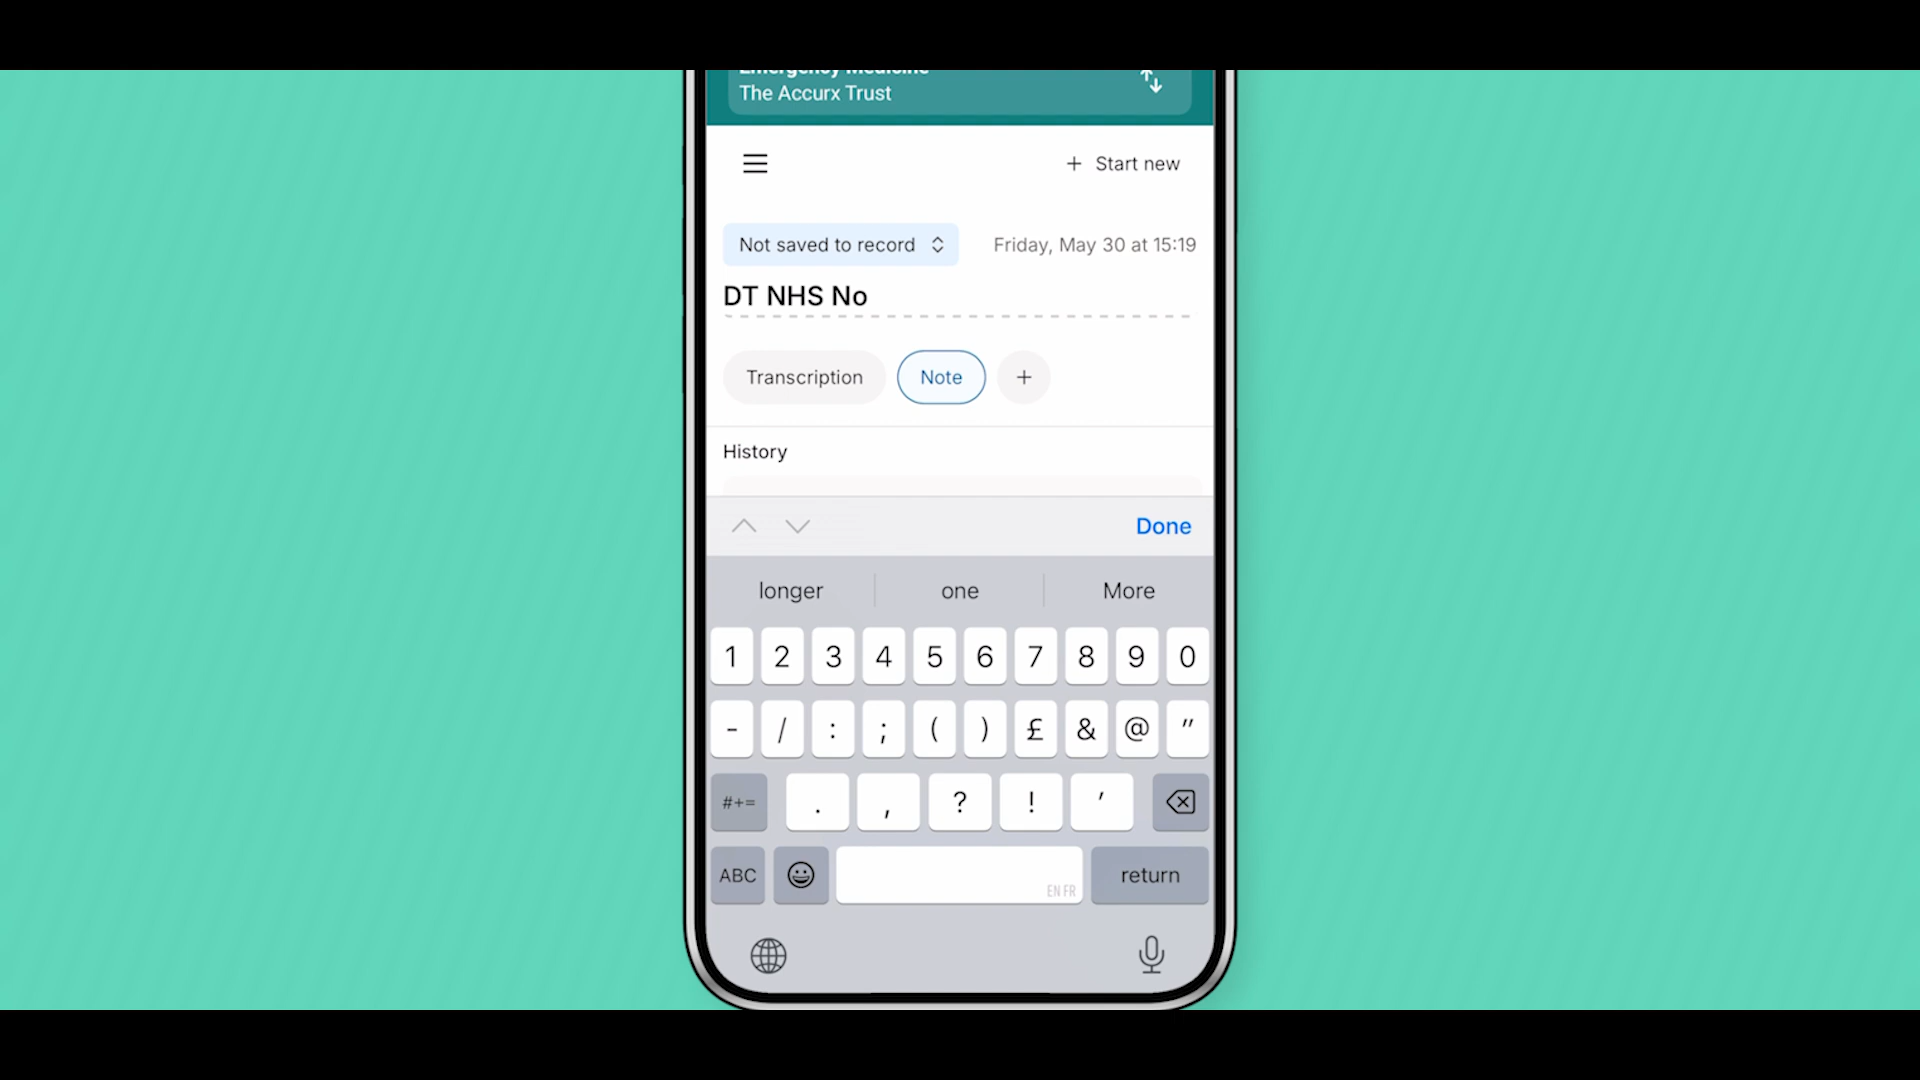 Emergency Medicine
The Accurx Trust
+ Start new
Not saved to record
Friday, May 30 at 15:19
DT NHS No
Transcription
Note
+
History
Done
longer
one
More
1 2 3 4 5 6 7 8 9 0
- / : ; ( ) £ & @ "
#+= . , ? ! '
ABC
EN FR
return